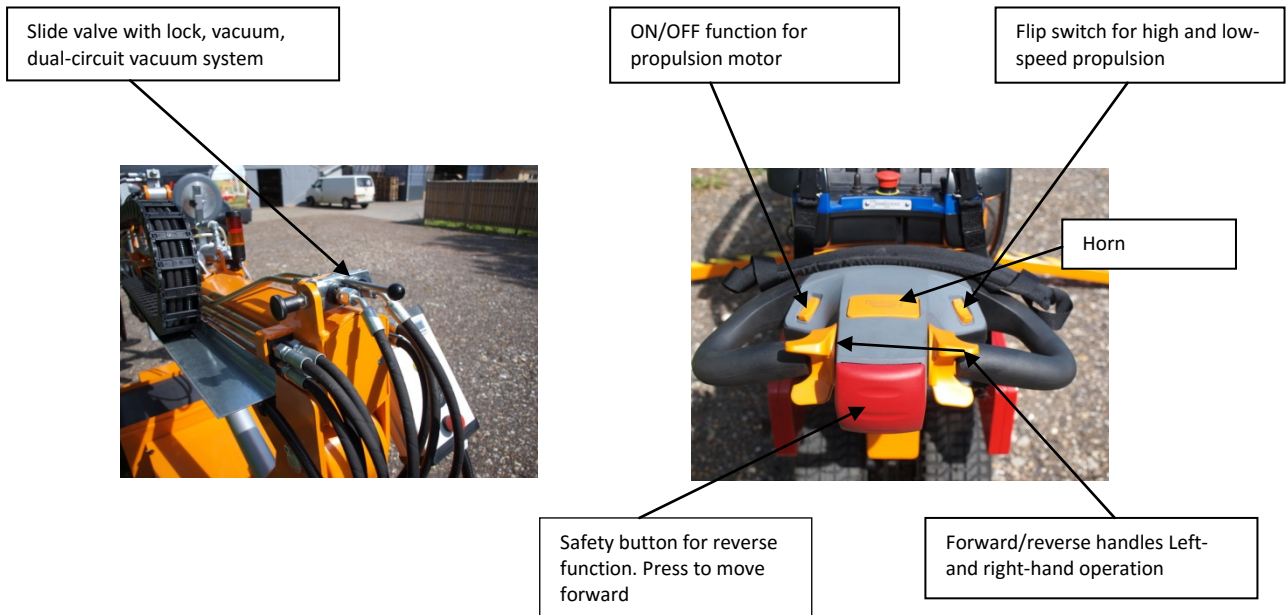 Slide valve with lock, vacuum,
dual-circuit vacuum system
ON/OFF function for
propulsion motor
Flip switch for high and low-
speed propulsion
Horn
Safety button for reverse
function. Press to move
forward
Forward/reverse handles Left-
and right-hand operation